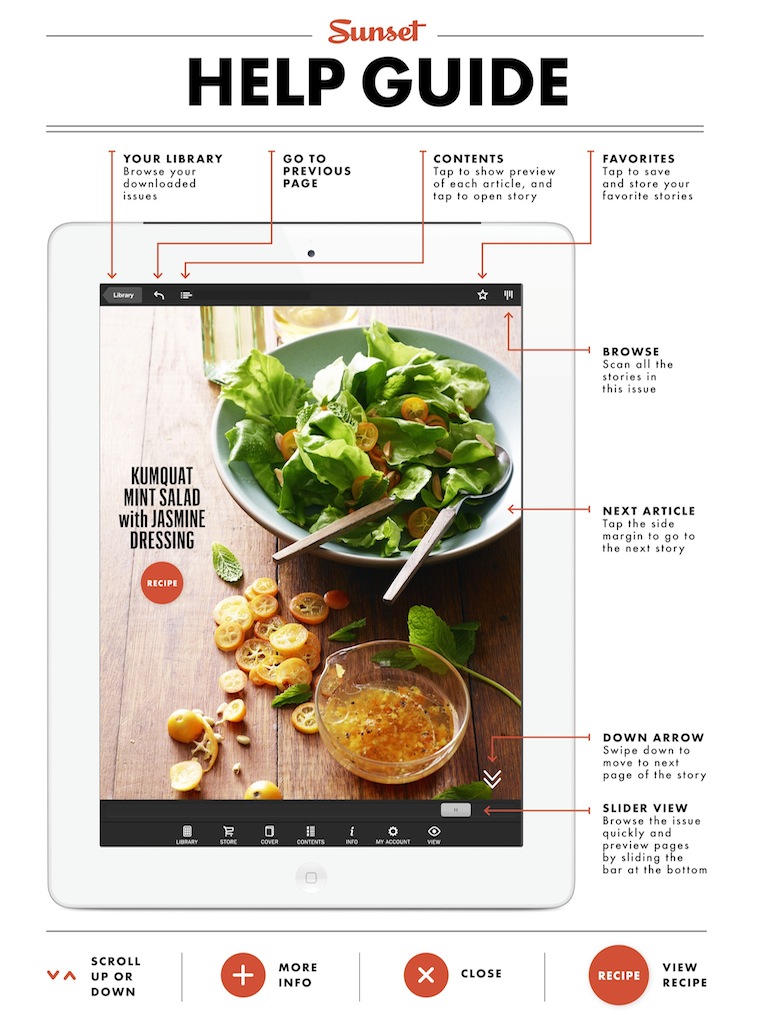 Sunset
HELP GUIDE
YOUR LIBRARY
Browse your
downloaded
issues
GO TO
PREVIOUS
PAGE
CONTENTS
Tap to show preview
of each article, and
tap to open story
FAVORITES
Tap to save
and store your
favorite stories
Library
BROWSE
Scan all the
stories in
this issue
KUMQUAT
MINT SALAD
with JASMINE
DRESSING
RECIPE
NEXT ARTICLE
Tap the side
margin to go to
the next story
DOWN ARROW
Swipe down to
move to next
page of the story
SLIDER VIEW
Browse the issue
quickly and
preview pages
by sliding the
bar at the bottom
LIBRARY
STORE
COVER
CONTENTS
INFO
MY ACCOUNT
VIEW
SCROLL
UP OR
DOWN
MORE
INFO
CLOSE
RECIPE
VIEW
RECIPE